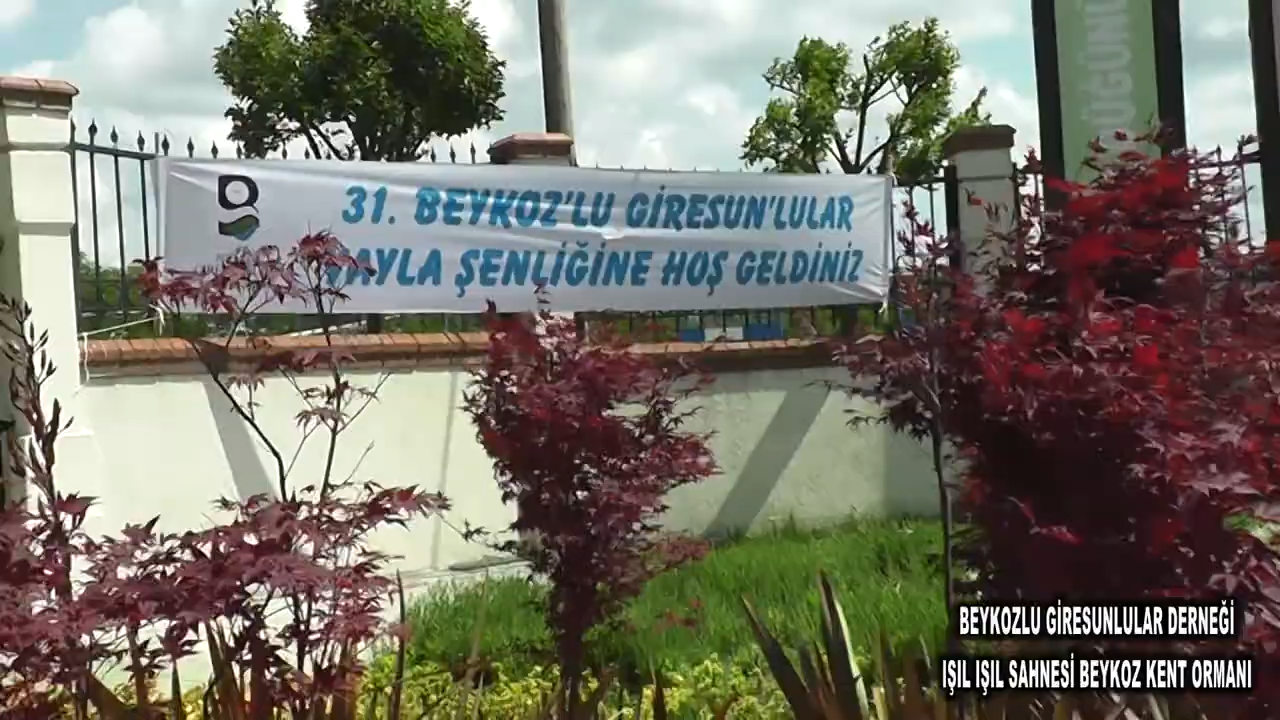 31. BEYKOZ'LU GİRESUN'LULAR
YAYLA ŞENLİĞİNE HOŞ GELDİNİZ
BEYKOZLU GİRESUNLULAR DERNEĞİ
IŞIL IŞIL SAHNESİ BEYKOZ KENT ORMANI